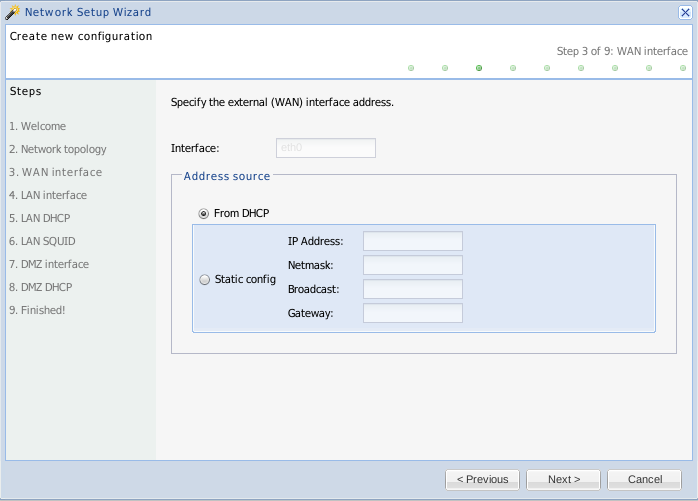 Network Setup Wizard
Create new configuration
Step 3 of 9: WAN interface
Steps
1. Welcome
2. Network topology
3. WAN interface
4. LAN interface
5. LAN DHCP
6. LAN SQUID
7. DMZ interface
8. DMZ DHCP
9. Finished!
Specify the external (WAN) interface address.
Interface: eth0
Address source
From DHCP
Static config
IP Address:
Netmask:
Broadcast:
Gateway:
< Previous
Next >
Cancel